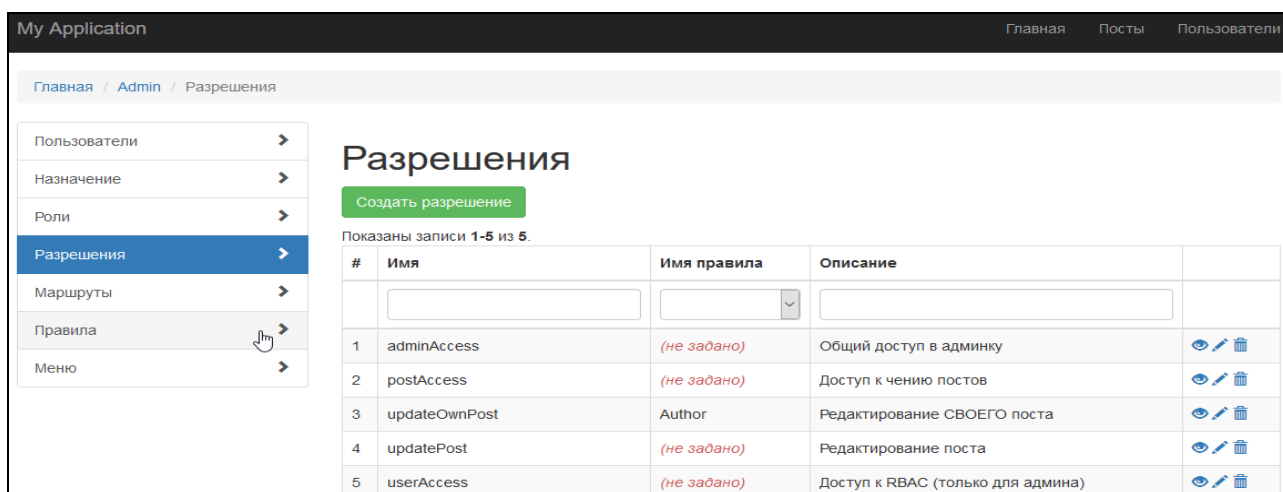 My Application
Главная Посты Пользователи
Главная / Admin / Разрешения
Пользователи
Назначение
Роли
Разрешения
Маршруты
Правила
Меню
Разрешения
Создать разрешение
Показаны записи 1-5 из 5.
# Имя Имя правила Описание
1 adminAccess (не задано) Общий доступ в админку
2 postAccess (не задано) Доступ к чению постов
3 updateOwnPost Author Редактирование СВОЕГО поста
4 updatePost (не задано) Редактирование поста
5 userAccess (не задано) Доступ к RBAC (только для админа)